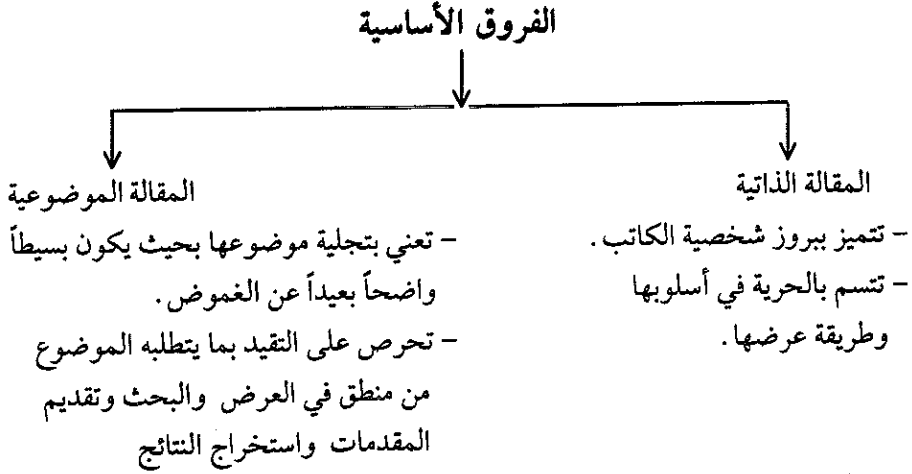 الفروق الأساسية
المقالة الذاتية
– تتميز ببروز شخصية الكاتب .
– تتسم بالحرية في أسلوبها
وطريقة عرضها .
المقالة الموضوعية
– تعني بتجلية موضوعها بحيث يكون بسيطاً
واضحاً بعيداً عن الغموض .
– تحرص على التقيد بما يتطلبه الموضوع
من منطق في العرض والبحث وتقديم
المقدمات واستخراج النتائج